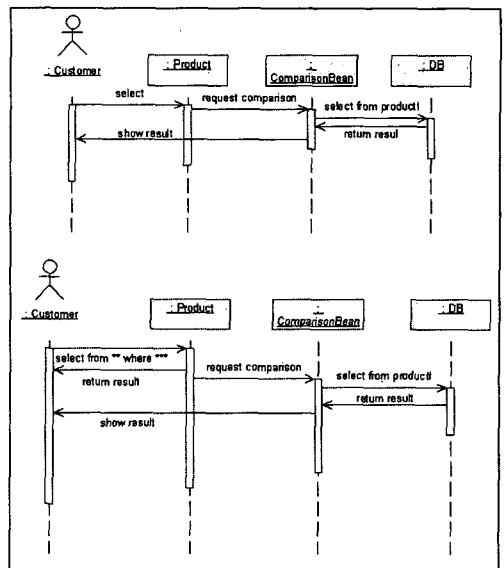 : Customer
: Product
:
ComparisonBean
: DB
select
request comparison
select from product!
show result
return resul
: Customer
: Product
:
ComparisonBean
: DB
select from ** where ***
return result
request comparison
select from product!
return result
show result